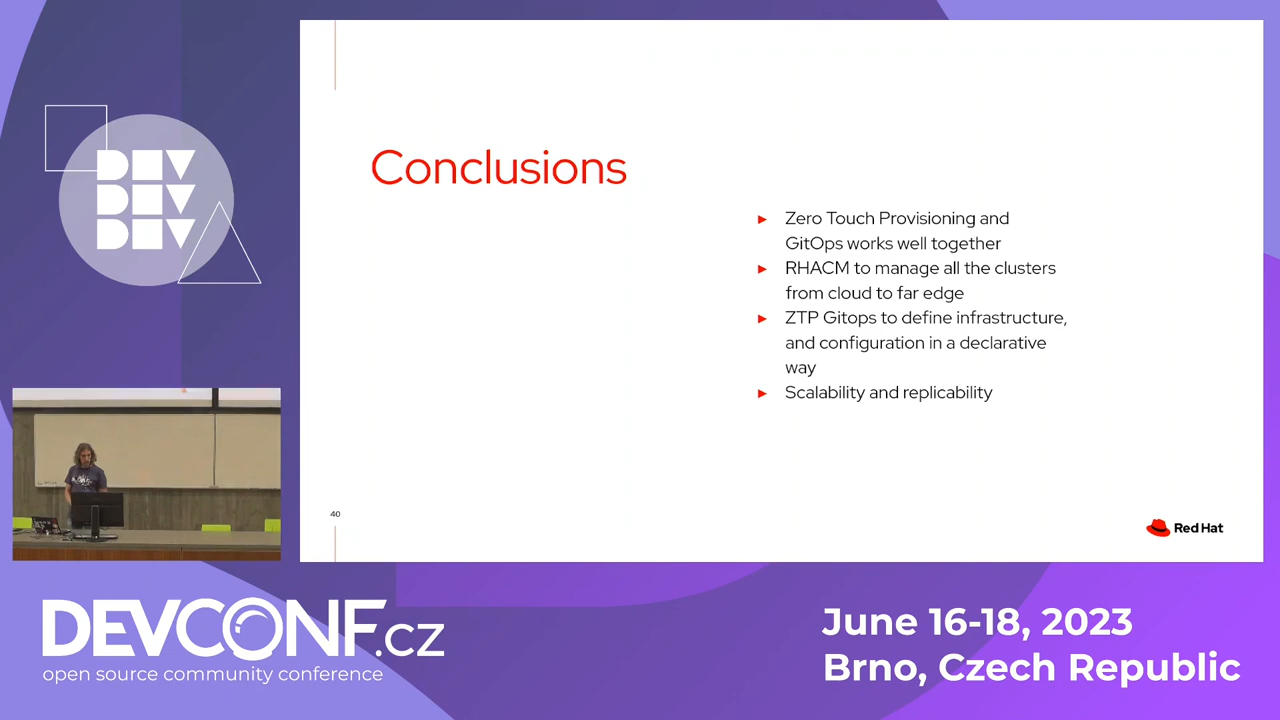 DEV
DEV
DEV
Conclusions
► Zero Touch Provisioning and
GitOps works well together
► RHACM to manage all the clusters
from cloud to far edge
► ZTP Gitops to define infrastructure,
and configuration in a declarative
way
► Scalability and replicability
40
Red Hat
DEVCONF.cz
open source community conference
June 16-18, 2023
Brno, Czech Republic